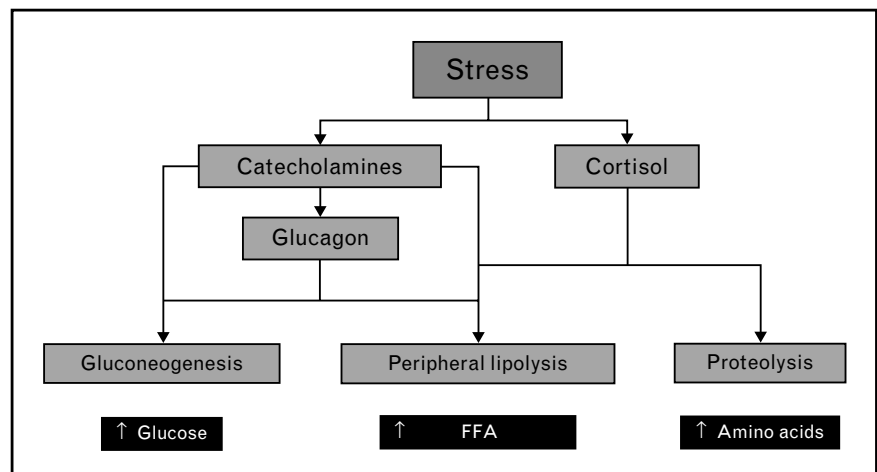 Stress
Catecholamines
Cortisol
Glucagon
Gluconeogenesis
Peripheral lipolysis
Proteolysis
↑ Glucose
↑ FFA
↑ Amino acids